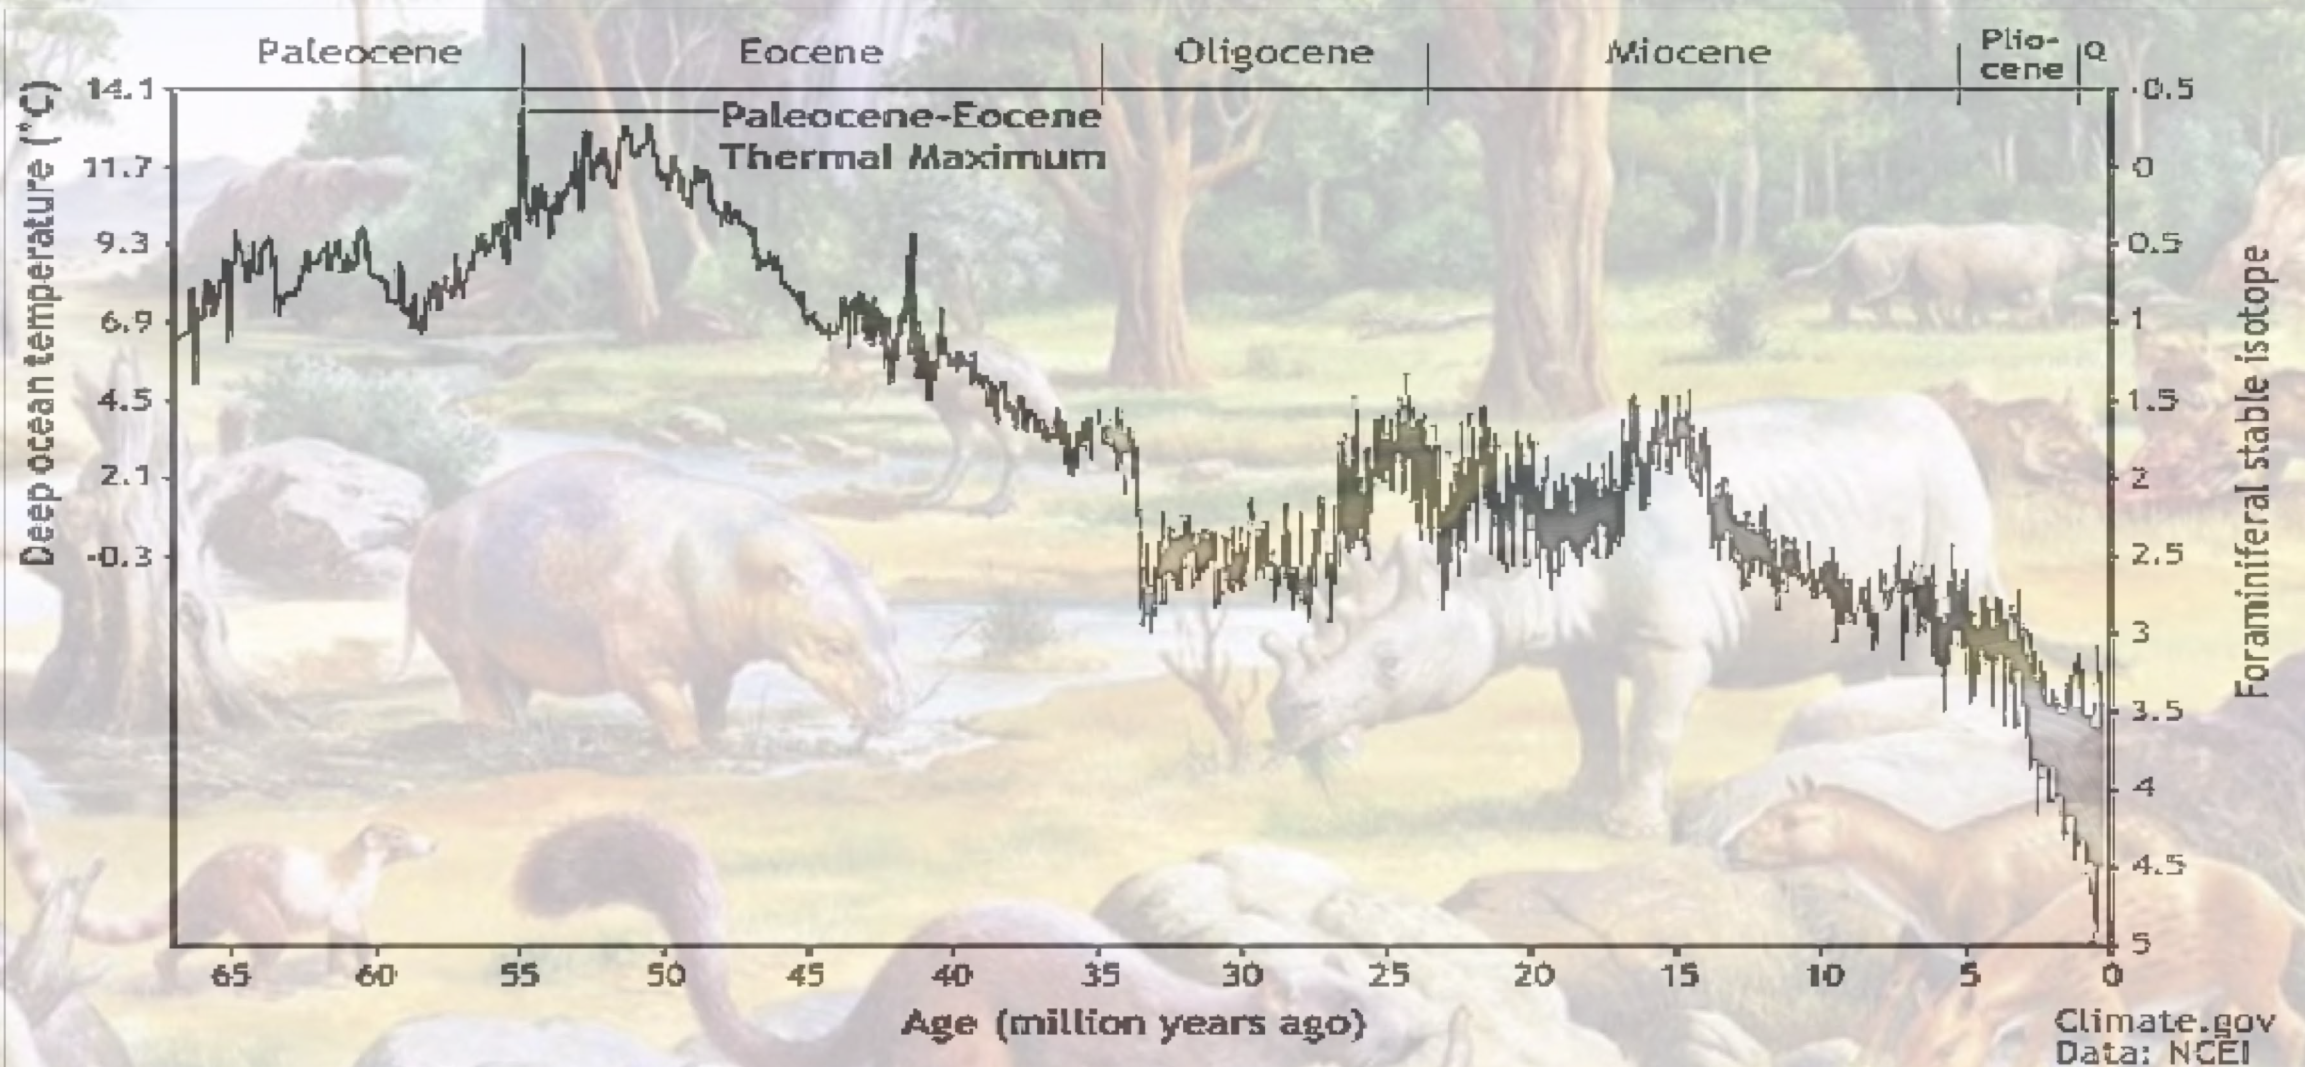 Paleocene Eocene Oligocene Miocene Plio-
cene Q
Deep ocean temperature (°C)
14.1
11.7
9.3
6.9
4.5
2.1
-0.3
Paleocene-Eocene
Thermal Maximum
-0.5
0
0.5
1
1.5
2
2.5
3
3.5
4
4.5
5
Foraminiferal stable isotope
65 60 55 50 45 40 35 30 25 20 15 10 5 0
Age (million years ago)
Climate.gov
Data: NCEI